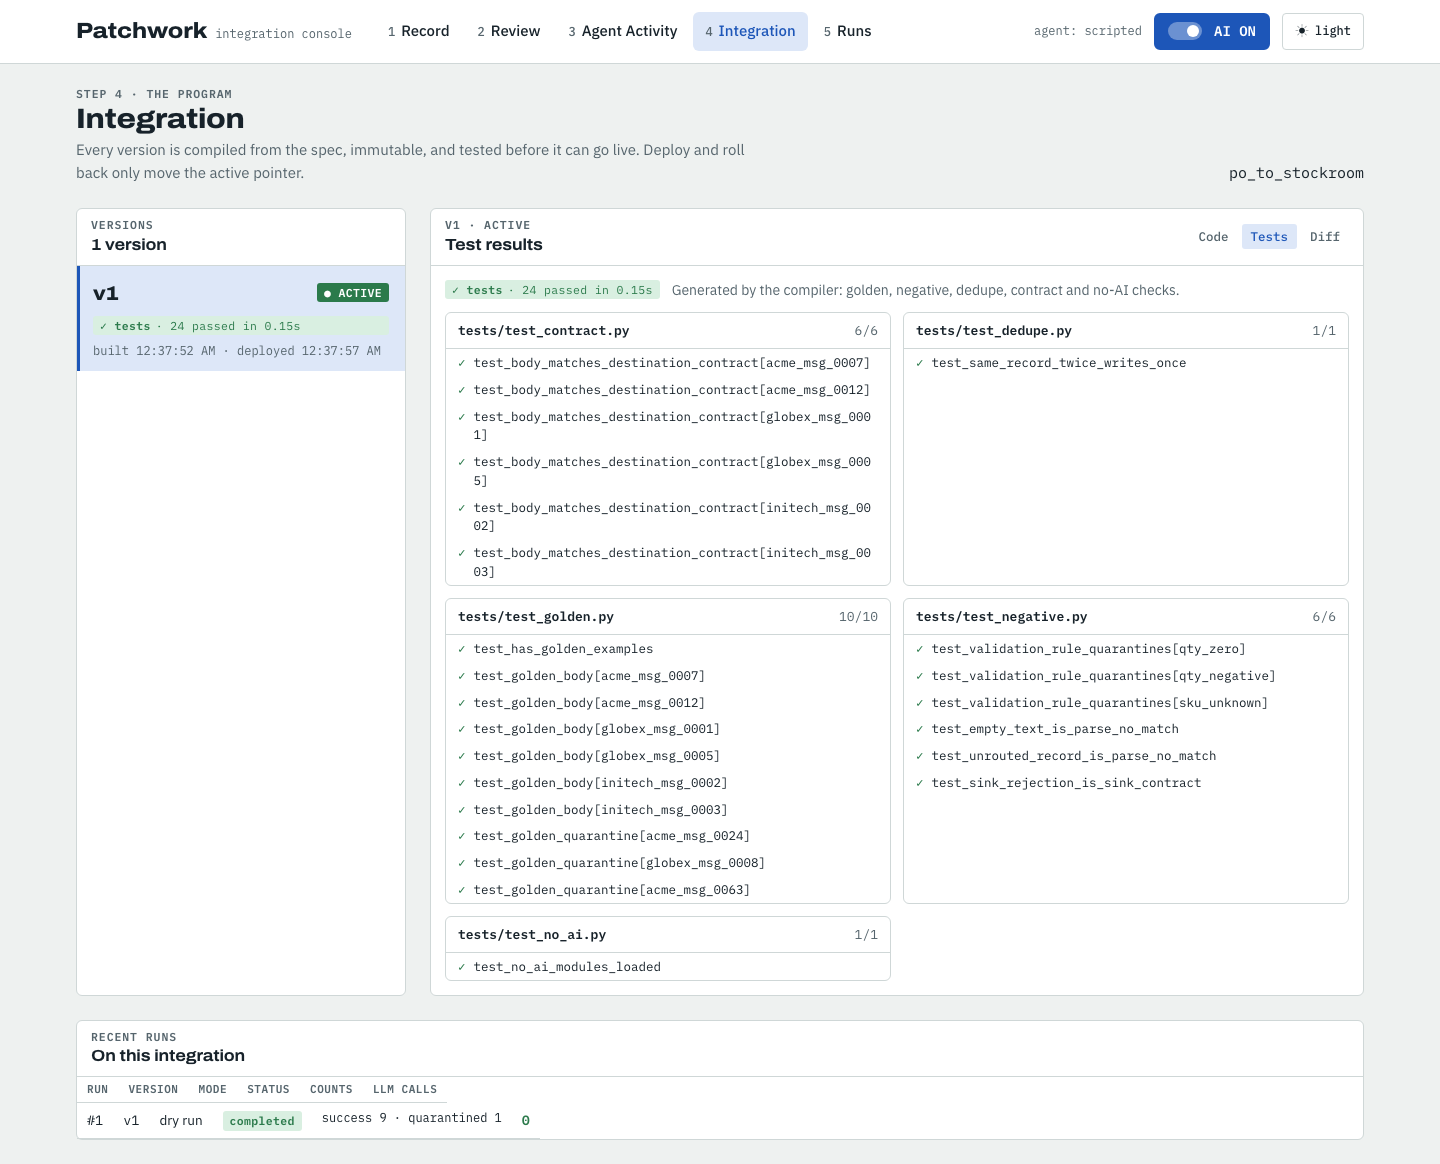 Patchwork integration console
1 Record
2 Review
3 Agent Activity
4 Integration
5 Runs
agent: scripted
AI ON
☀ light
STEP 4 · THE PROGRAM
Integration
Every version is compiled from the spec, immutable, and tested before it can go live. Deploy and roll
back only move the active pointer.
po_to_stockroom
VERSIONS
1 version
v1
● ACTIVE
✓ tests · 24 passed in 0.15s
built 12:37:52 AM · deployed 12:37:57 AM
V1 · ACTIVE
Test results
Code
Tests
Diff
✓ tests · 24 passed in 0.15s
Generated by the compiler: golden, negative, dedupe, contract and no-AI checks.
tests/test_contract.py 6/6
✓ test_body_matches_destination_contract[acme_msg_0007]
✓ test_body_matches_destination_contract[acme_msg_0012]
✓ test_body_matches_destination_contract[globex_msg_000
1]
✓ test_body_matches_destination_contract[globex_msg_000
5]
✓ test_body_matches_destination_contract[initech_msg_00
02]
✓ test_body_matches_destination_contract[initech_msg_00
03]
tests/test_dedupe.py 1/1
✓ test_same_record_twice_writes_once
tests/test_golden.py 10/10
✓ test_has_golden_examples
✓ test_golden_body[acme_msg_0007]
✓ test_golden_body[acme_msg_0012]
✓ test_golden_body[globex_msg_0001]
✓ test_golden_body[globex_msg_0005]
✓ test_golden_body[initech_msg_0002]
✓ test_golden_body[initech_msg_0003]
✓ test_golden_quarantine[acme_msg_0024]
✓ test_golden_quarantine[globex_msg_0008]
✓ test_golden_quarantine[acme_msg_0063]
tests/test_negative.py 6/6
✓ test_validation_rule_quarantines[qty_zero]
✓ test_validation_rule_quarantines[qty_negative]
✓ test_validation_rule_quarantines[sku_unknown]
✓ test_empty_text_is_parse_no_match
✓ test_unrouted_record_is_parse_no_match
✓ test_sink_rejection_is_sink_contract
tests/test_no_ai.py 1/1
✓ test_no_ai_modules_loaded
RECENT RUNS
On this integration
RUN VERSION MODE STATUS COUNTS LLM CALLS
#1 v1 dry run completed success 9 · quarantined 1 0